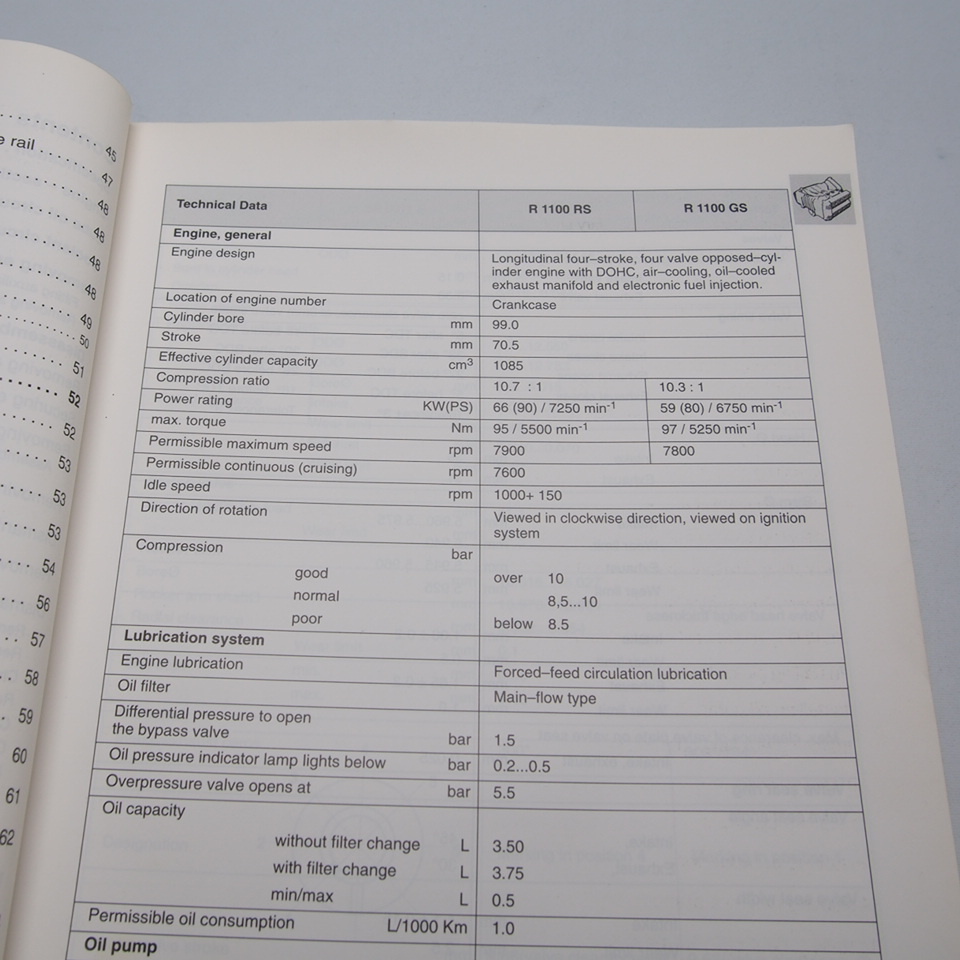 45
e rail . . . . . . . 47
48
48
48
48
49
50
51
52
52
53
53
53
54
56
57
58
59
60
61
62
Technical Data R 1100 RS R 1100 GS
Engine, general
Engine design Longitudinal four–stroke, four valve opposed–cyl-
inder engine with DOHC, air–cooling, oil–cooled
exhaust manifold and electronic fuel injection.
Location of engine number Crankcase
Cylinder bore mm 99.0
Stroke mm 70.5
Effective cylinder capacity cm³ 1085
Compression ratio 10.7 : 1 10.3 : 1
Power rating KW(PS) 66 (90) / 7250 min⁻¹ 59 (80) / 6750 min⁻¹
max. torque Nm 95 / 5500 min⁻¹ 97 / 5250 min⁻¹
Permissible maximum speed rpm 7900 7800
Permissible continuous (cruising) rpm 7600
Idle speed rpm 1000+ 150
Direction of rotation Viewed in clockwise direction, viewed on ignition
system
Compression bar
good over 10
normal 8,5...10
poor below 8.5
Lubrication system
Engine lubrication Forced–feed circulation lubrication
Oil filter Main–flow type
Differential pressure to open
the bypass valve bar 1.5
Oil pressure indicator lamp lights below bar 0.2...0.5
Overpressure valve opens at bar 5.5
Oil capacity
without filter change L 3.50
with filter change L 3.75
min/max L 0.5
Permissible oil consumption L/1000 Km 1.0
Oil pump